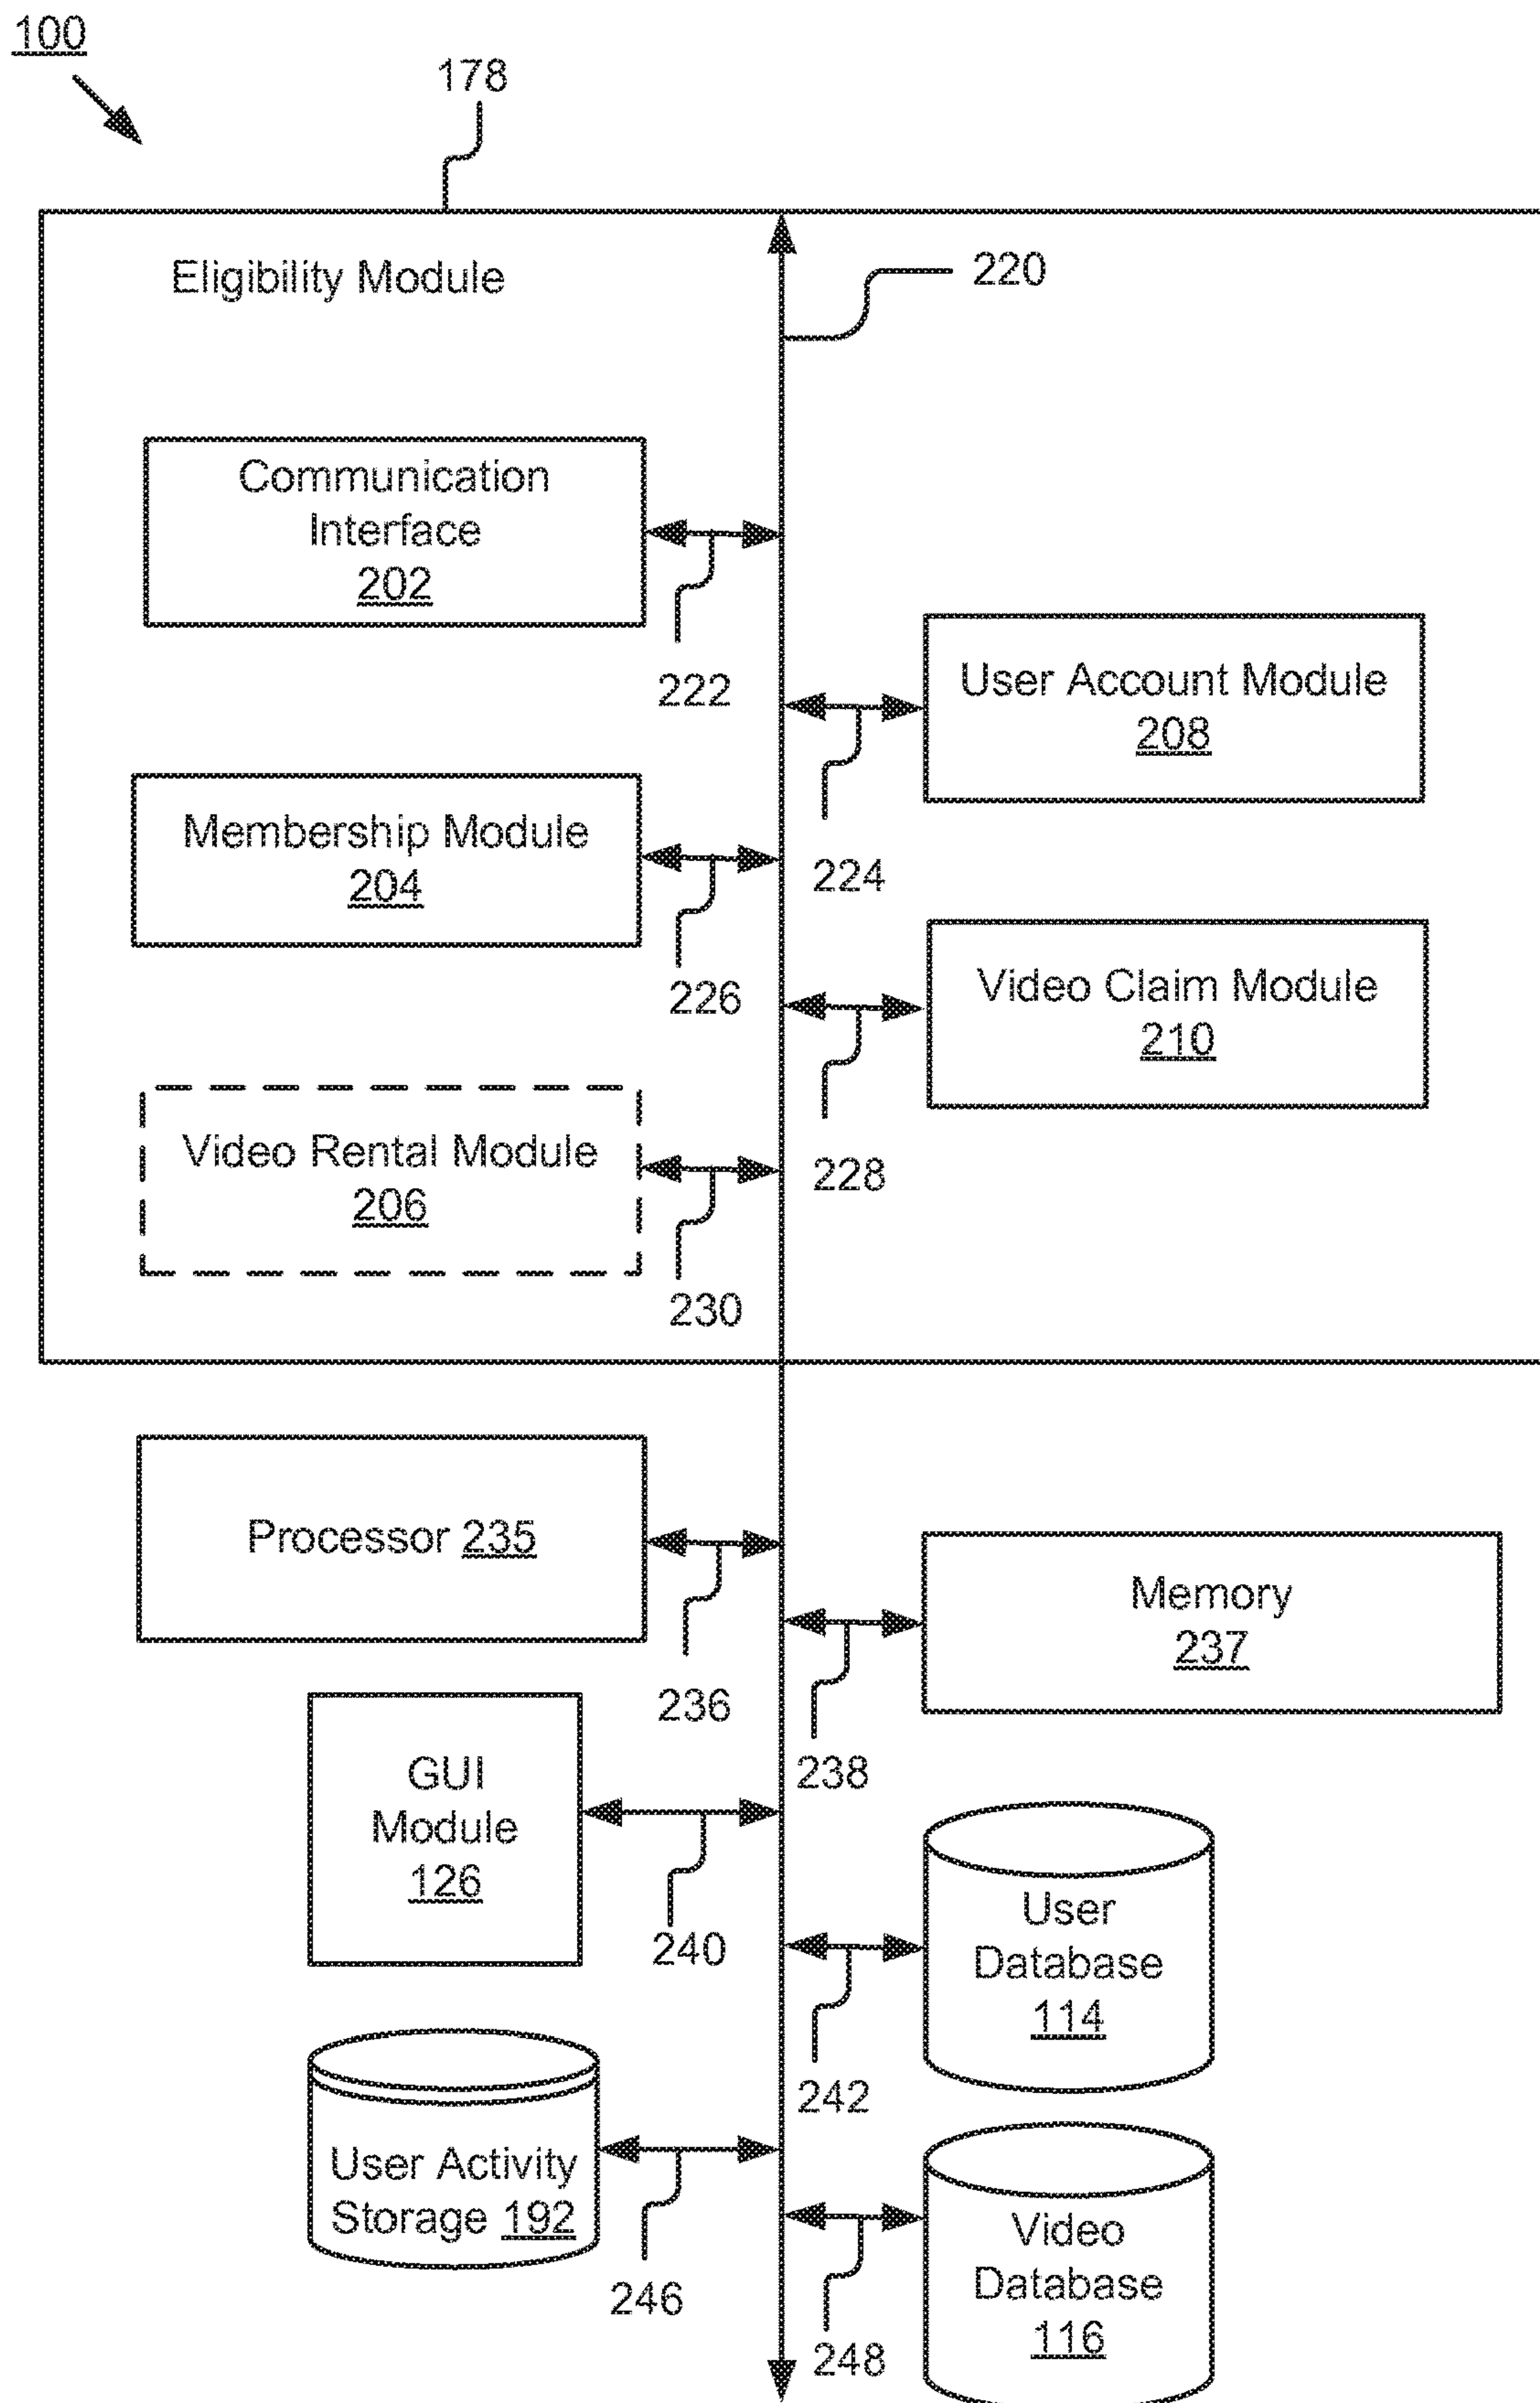 100
178
Eligibility Module
220
Communication
Interface
202
222
User Account Module
208
224
Membership Module
204
226
Video Claim Module
210
228
Video Rental Module
206
230
Processor 235
236
Memory
237
238
GUI
Module
126
240
User
Database
114
242
User Activity
Storage 192
246
Video
Database
116
248